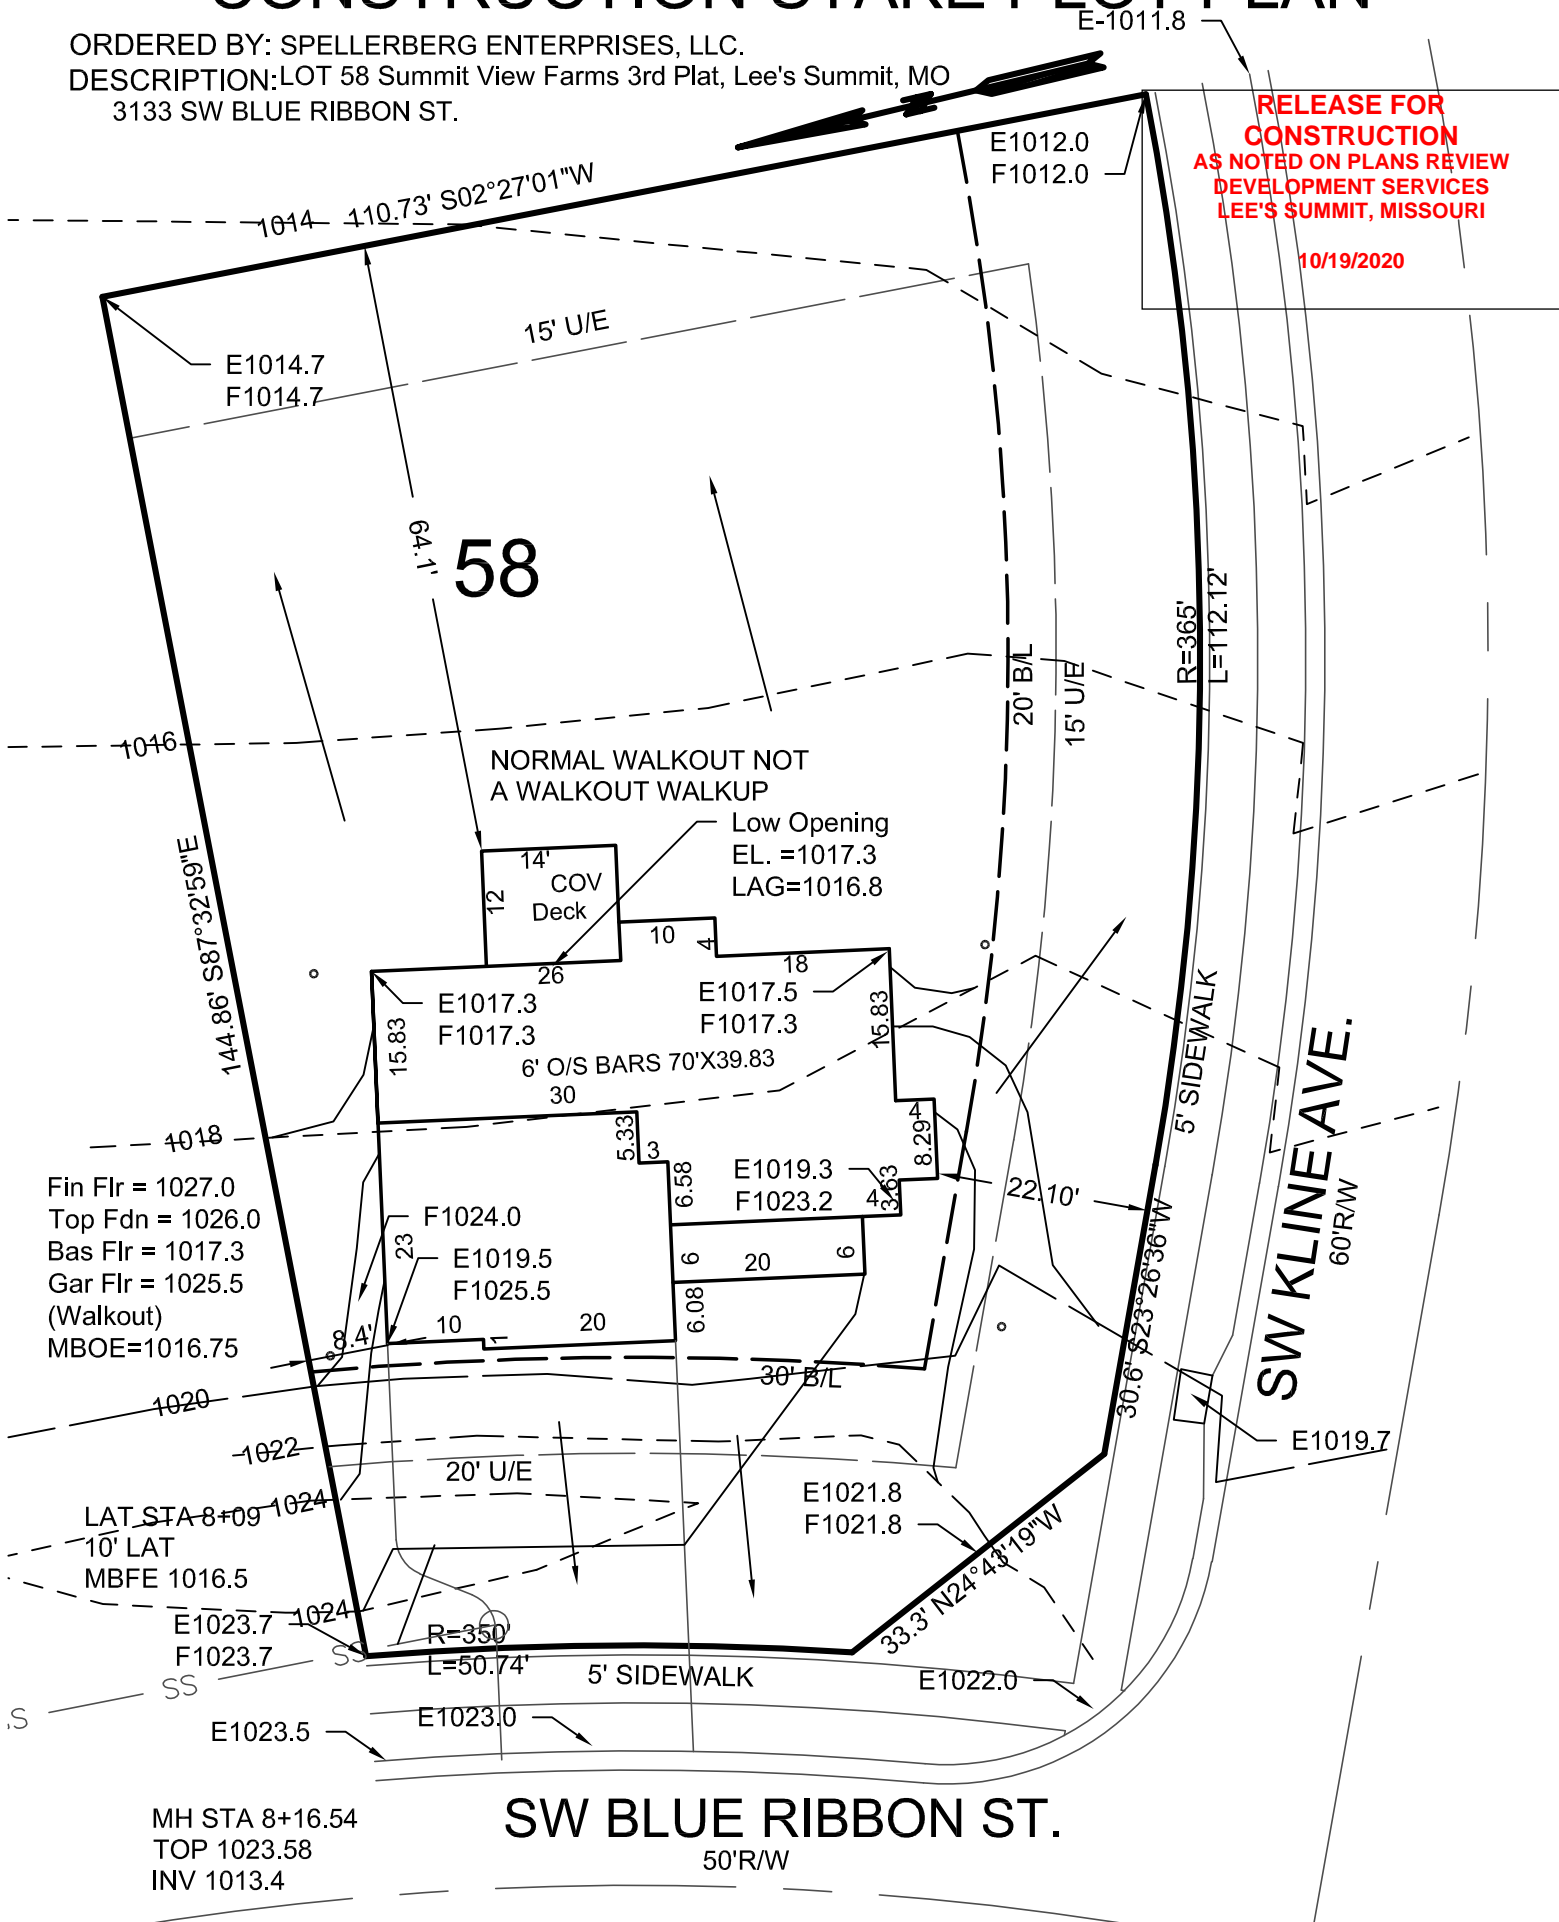 CONSTRUCTION STAKE PLOT PLAN
E-1011.8
ORDERED BY: SPELLERBERG ENTERPRISES, LLC.
DESCRIPTION: LOT 58 Summit View Farms 3rd Plat, Lee's Summit, MO
3133 SW BLUE RIBBON ST.
RELEASE FOR
CONSTRUCTION
AS NOTED ON PLANS REVIEW
DEVELOPMENT SERVICES
LEE'S SUMMIT, MISSOURI
10/19/2020
E1012.0
F1012.0
1014
110.73' S02°27'01"W
15' U/E
E1014.7
F1014.7
64.1'
58
R=365'
L=112.12'
20' B/L
15' U/E
1016
NORMAL WALKOUT NOT
A WALKOUT WALKUP
Low Opening
EL. =1017.3
LAG=1016.8
14'
12
COV
Deck
144.86' S87°32'59"E
10
4
18
26
E1017.3
F1017.3
E1017.5
F1017.3
15.83
15.83
6' O/S BARS 70'X39.83
30
5' SIDEWALK
SW KLINE AVE.
60'R/W
1018
5.33
3
4
8.29
6.58
E1019.3
F1023.2
4
3.63
22.10'
Fin Flr = 1027.0
Top Fdn = 1026.0
Bas Flr = 1017.3
Gar Flr = 1025.5
(Walkout)
MBOE=1016.75
F1024.0
23
E1019.5
F1025.5
6
20
6
6.08
10
1
20
8.4'
30' B/L
30.6' S23°26'36"W
1020
1022
20' U/E
E1019.7
1024
LAT STA 8+09
10' LAT
MBFE 1016.5
E1021.8
F1021.8
33.3' N24°43'19"W
1024
E1023.7
F1023.7
SS
SS
R=350'
L=50.74'
5' SIDEWALK
E1022.0
E1023.5
E1023.0
MH STA 8+16.54
TOP 1023.58
INV 1013.4
SW BLUE RIBBON ST.
50'R/W